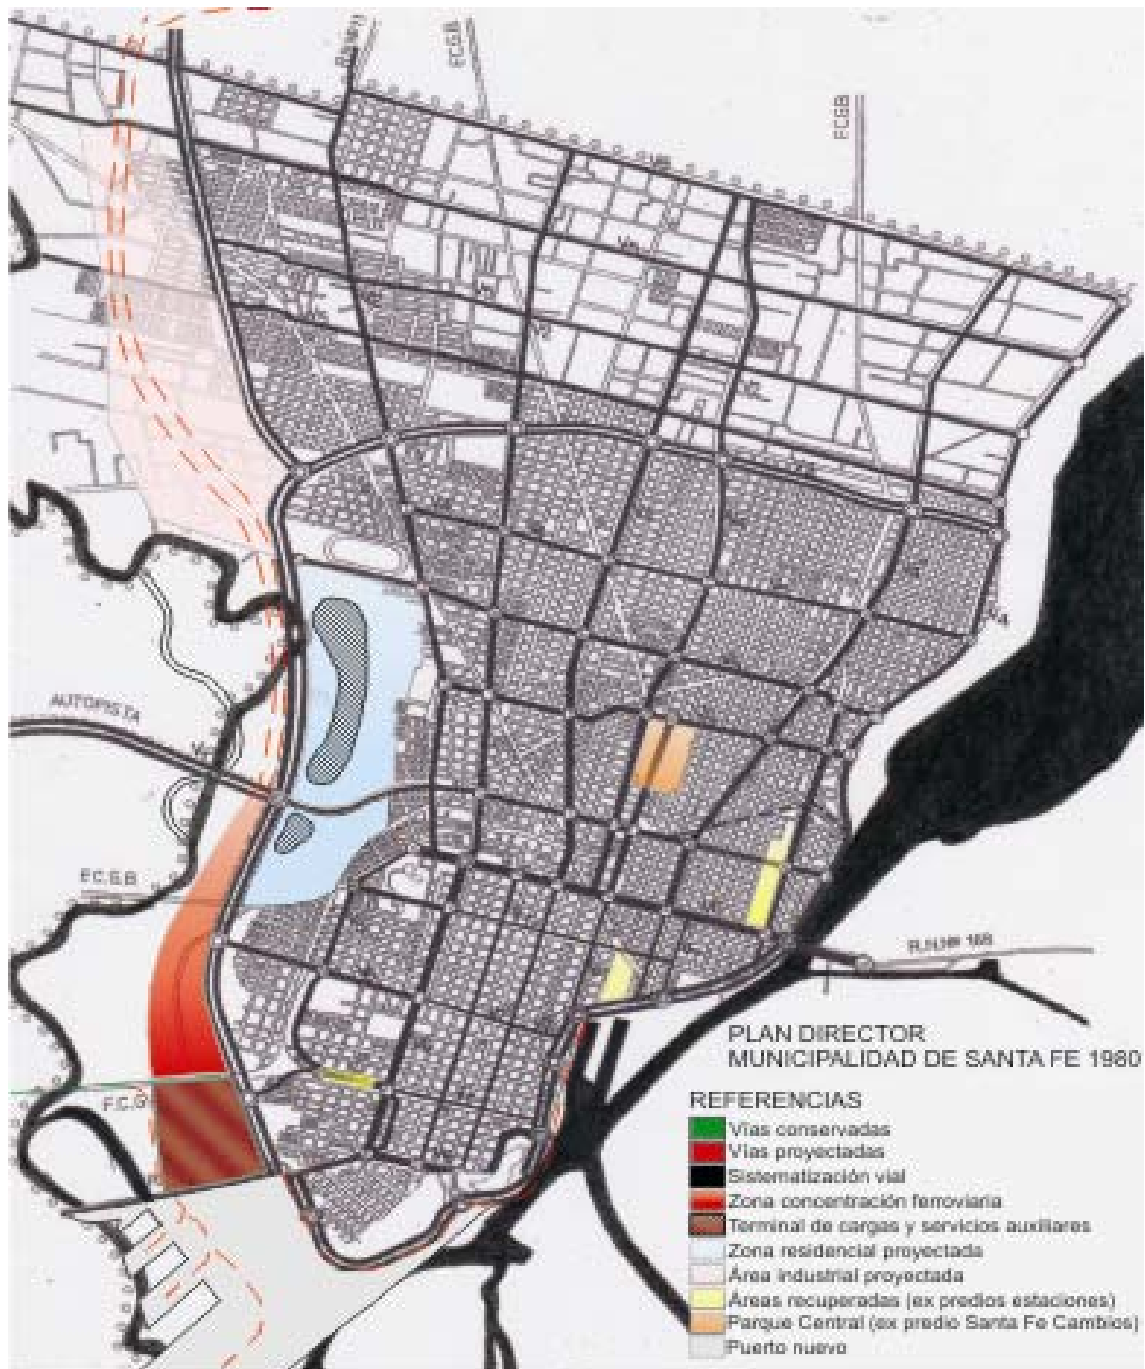 F.C.G.B
F.C.G.B
AUTOPISTA
F.C.G.B
R.N.Nº 168
PLAN DIRECTOR
MUNICIPALIDAD DE SANTA FE 1980
F.C.G
REFERENCIAS
Vías conservadas
Vías proyectadas
Sistematización vial
Zona concentración ferroviaria
Terminal de cargas y servicios auxiliares
Zona residencial proyectada
Área industrial proyectada
Áreas recuperadas (ex predios estaciones)
Parque Central (ex predio Santa Fe Cambios)
Puerto nuevo